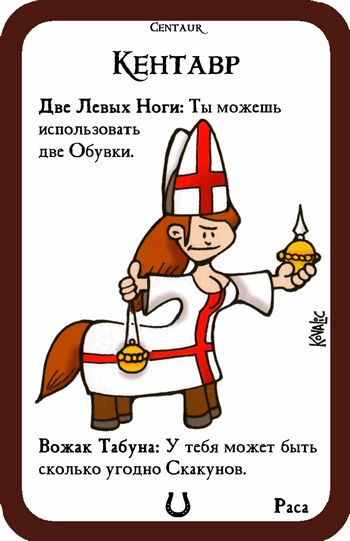 Centaur
Кентавр
Две Левых Ноги: Ты можешь
использовать
две Обувки.
Kovalic
Вожак Табуна: У тебя может быть
сколько угодно Скакунов.
Раса